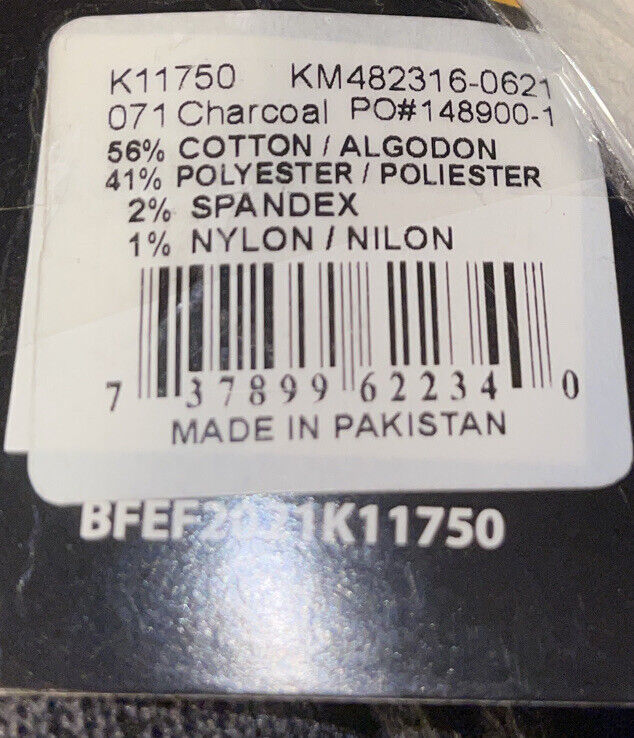 K11750 KM482316-0621
071 Charcoal PO#148900-1
56% COTTON / ALGODON
41% POLYESTER / POLIESTER
2% SPANDEX
1% NYLON / NILON
7 37899 62234 0
MADE IN PAKISTAN
BFEF2021K11750